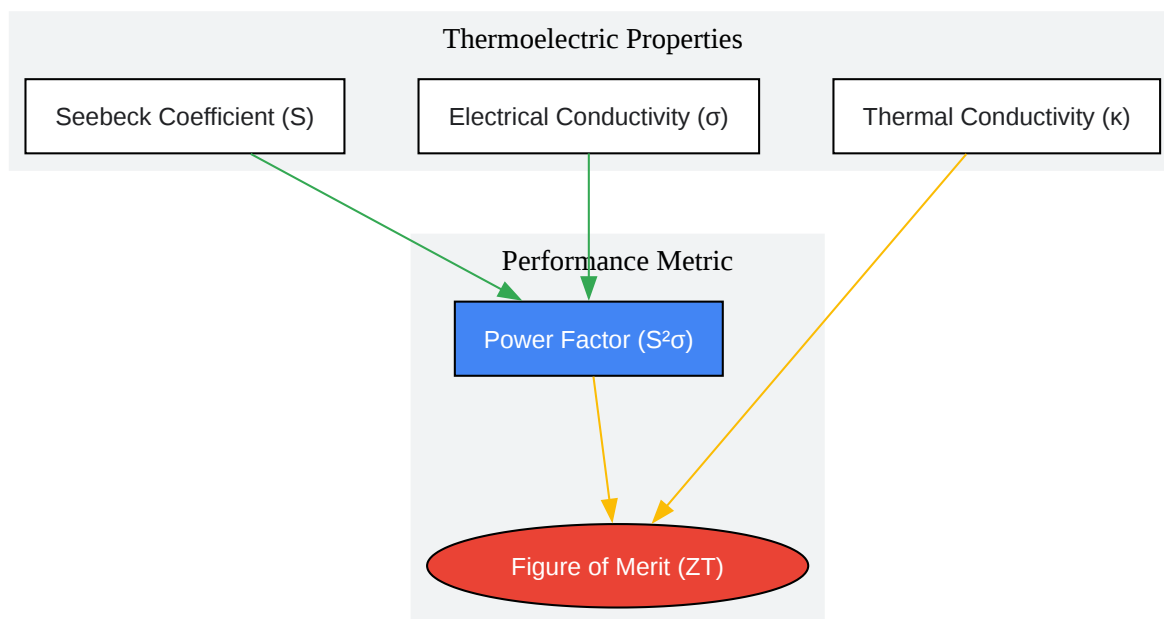 Thermoelectric Properties
Seebeck Coefficient (S)
Electrical Conductivity (σ)
Thermal Conductivity (κ)
Performance Metric
Power Factor (S²σ)
Figure of Merit (ZT)